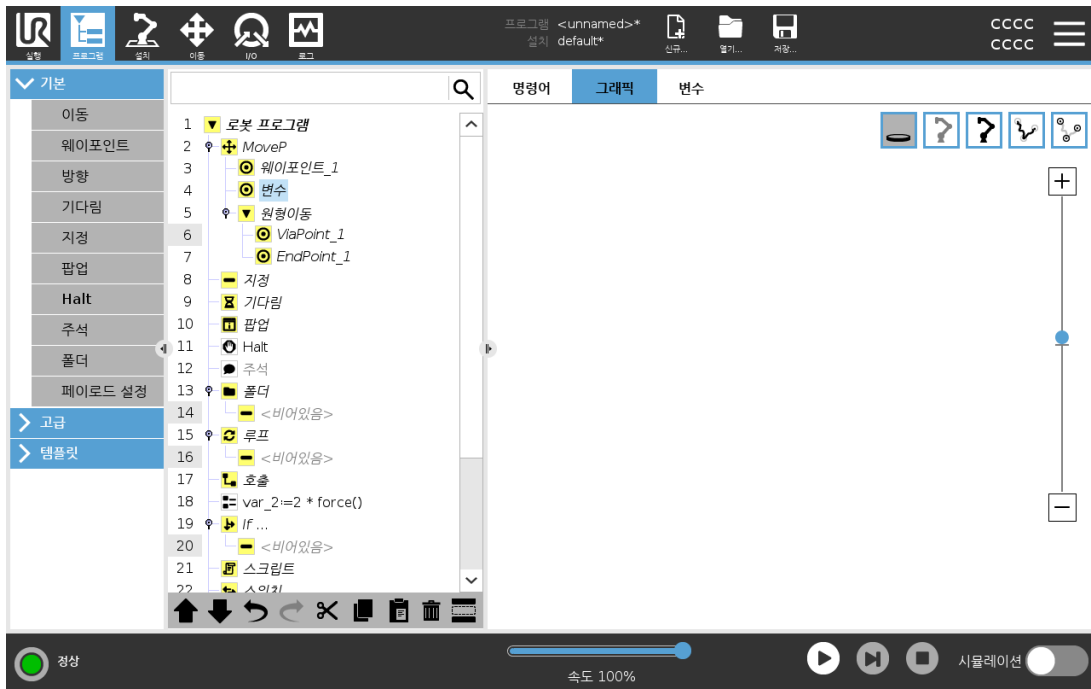 UR
실행
프로그램
설치
이동
I/O
로그
프로그램 <unnamed>*
설치 default*
신규...
열기...
저장...
CCCC
CCCC
기본
이동
웨이포인트
방향
기다림
지정
팝업
Halt
주석
폴더
페이로드 설정
고급
템플릿
1 로봇 프로그램
2 MoveP
3 웨이포인트_1
4 변수
5 원형이동
6 ViaPoint_1
7 EndPoint_1
8 지정
9 기다림
10 팝업
11 Halt
12 주석
13 폴더
14 <비어있음>
15 루프
16 <비어있음>
17 호출
18 var_2:=2 * force()
19 If ...
20 <비어있음>
21 스크립트
22 스위치
명령어
그래픽
변수
정상
속도 100%
시뮬레이션